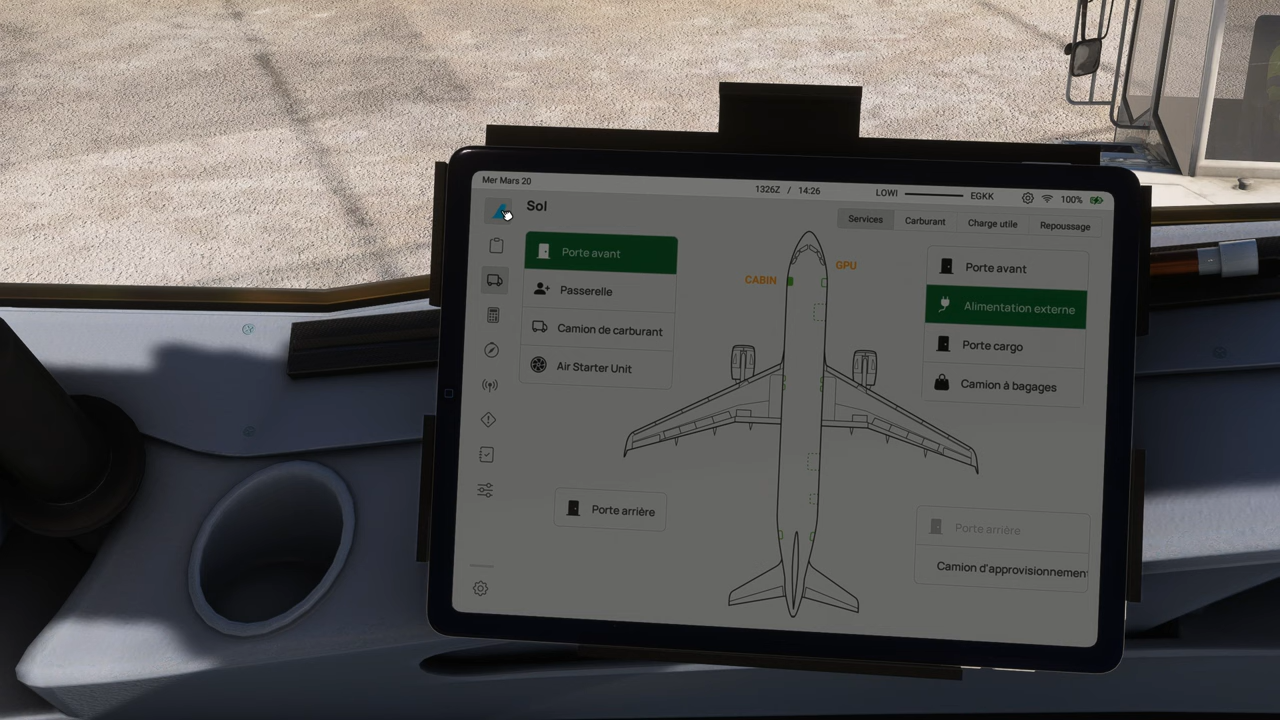 Mer Mars 20
1326Z / 14:26
LOWI
EGKK
100%
Sol
Services
Carburant
Charge utile
Repoussage
Porte avant
Passerelle
Camion de carburant
Air Starter Unit
CABIN
GPU
Porte avant
Alimentation externe
Porte cargo
Camion à bagages
Porte arrière
Porte arrière
Camion d'approvisionnement